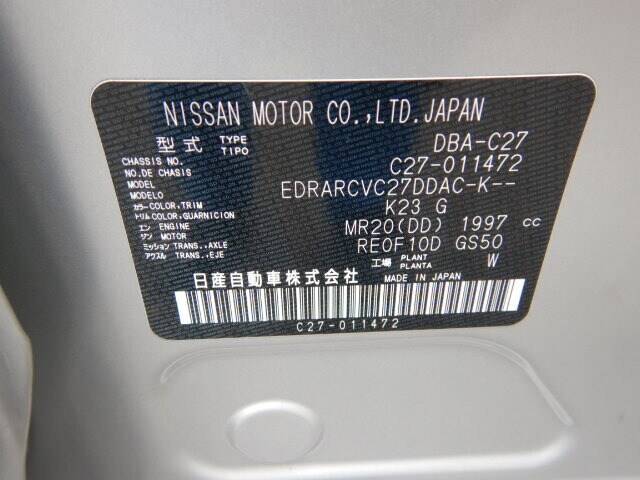 NISSAN MOTOR CO.,LTD.JAPAN
型式 TYPE TIPO DBA-C27
CHASSIS NO. NO.DE CHASIS C27-011472
MODEL MODELO EDRARCVC27DDAC-K--
カラー COLOR,TRIM トリム COLOR,GUARNICION K23 G
エンジン ENGINE MOTOR MR20(DD) 1997 cc
ミッション TRANS.,AXLE アクスル TRANS.,EJE RE0F10D GS50
工場 PLANT PLANTA W
日産自動車株式会社 MADE IN JAPAN
C27-011472